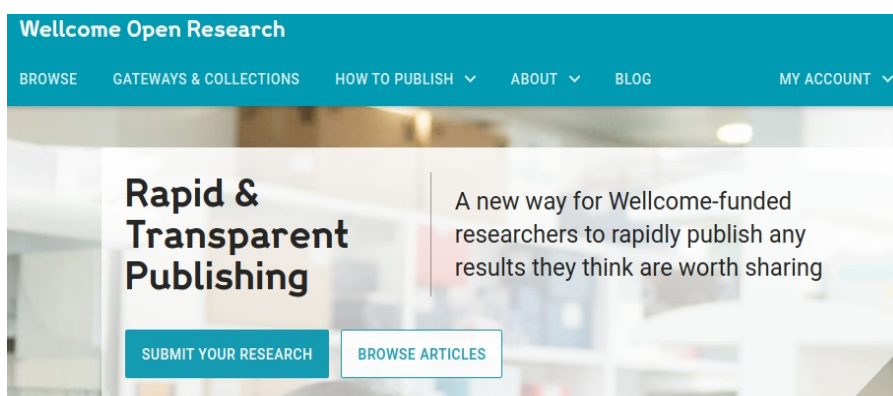 Wellcome Open Research
BROWSE GATEWAYS & COLLECTIONS HOW TO PUBLISH ABOUT BLOG MY ACCOUNT
Rapid &
Transparent
Publishing
A new way for Wellcome-funded
researchers to rapidly publish any
results they think are worth sharing
SUBMIT YOUR RESEARCH BROWSE ARTICLES